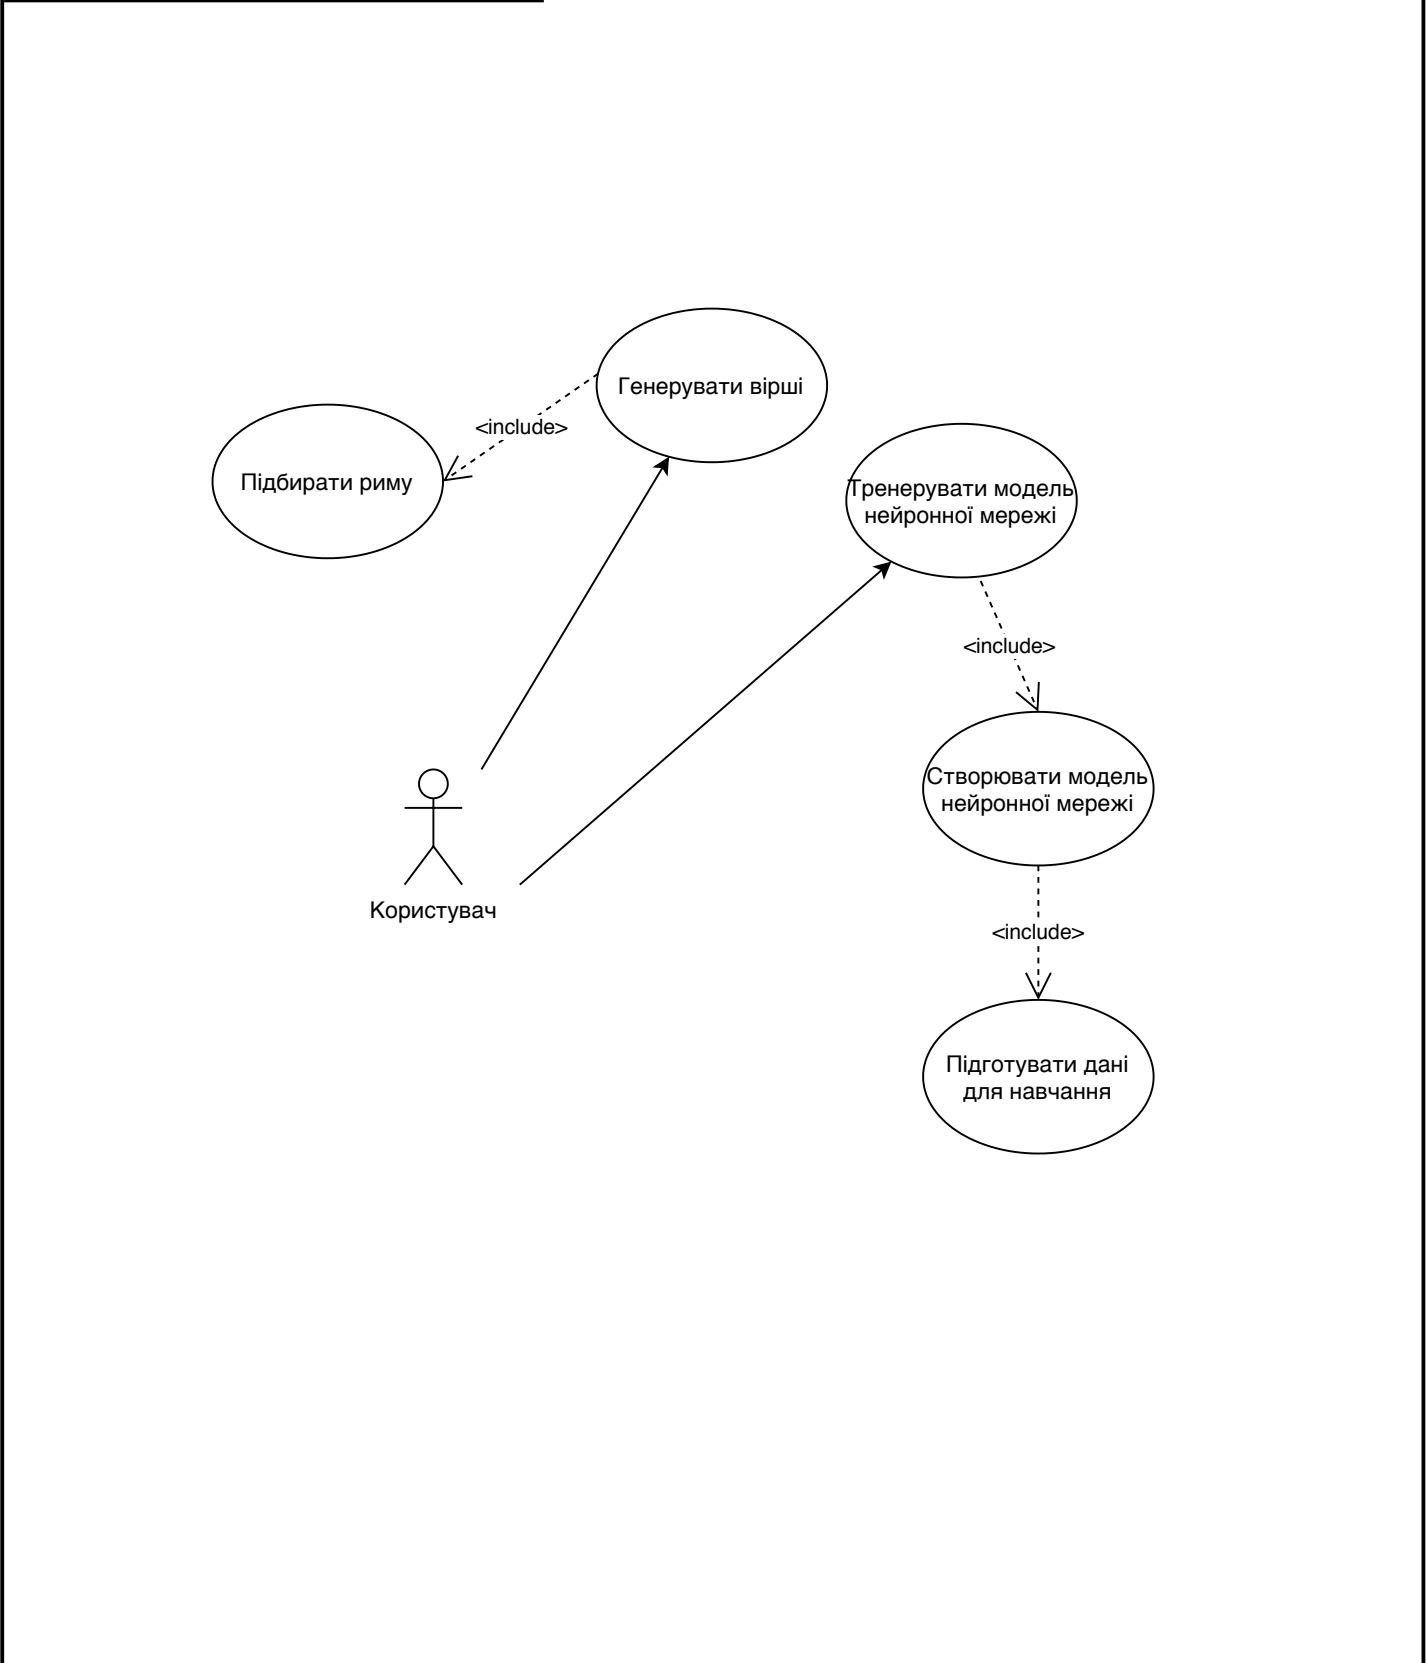 Генерувати вірші
<include>
Підбирати риму
Тренерувати модель
нейронної мережі
<include>
Створювати модель
нейронної мережі
Користувач
<include>
Підготувати дані
для навчання